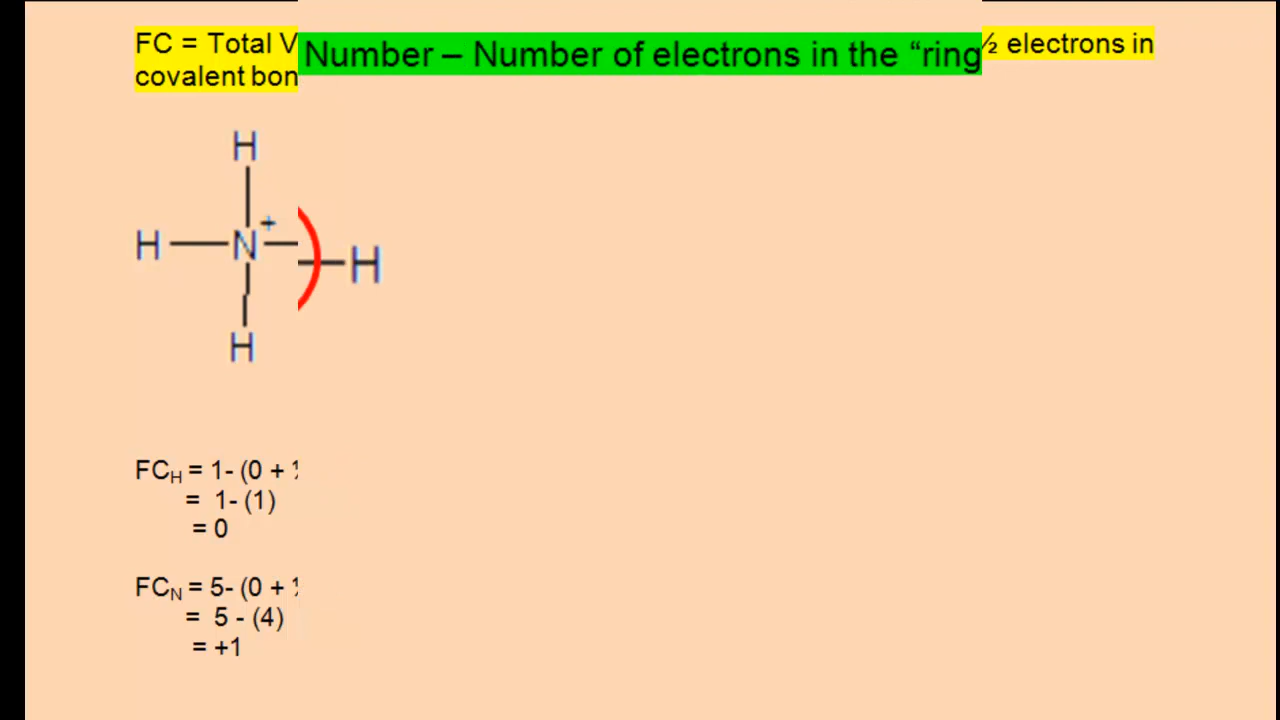 FC = Total V
Number – Number of electrons in the “ring
½ electrons in
covalent bon
H
H N + H
H
FCH = 1- (0 + 
= 1- (1)
= 0
FCN = 5- (0 + 
= 5 - (4)
= +1